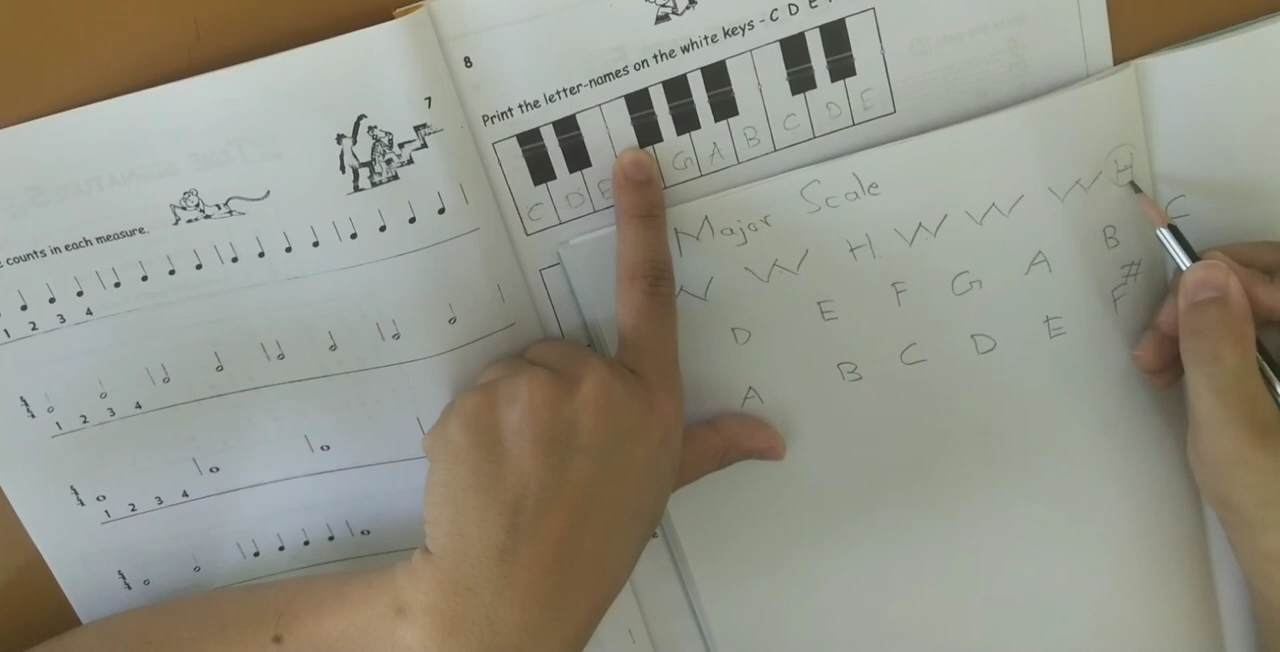 7
counts in each measure.
1 2 3 4
1 2 3 4
1 2 3 4
8
Print the letter-names on the white keys - C D E
C D E G A B C D E
Major Scale
W W H W W W H
D E F G A B C
A B C D E F#